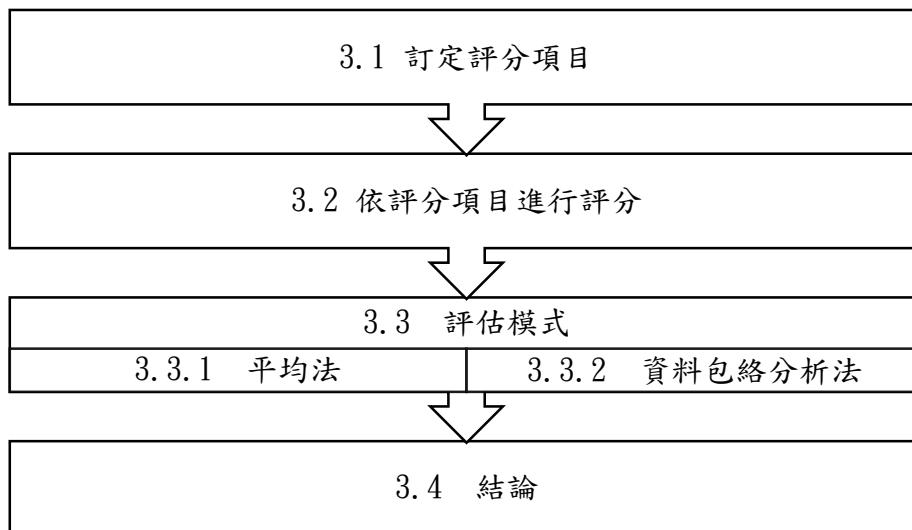 3.1 訂定評分項目
3.2 依評分項目進行評分
3.3 評估模式
3.3.1 平均法
3.3.2 資料包絡分析法
3.4 結論